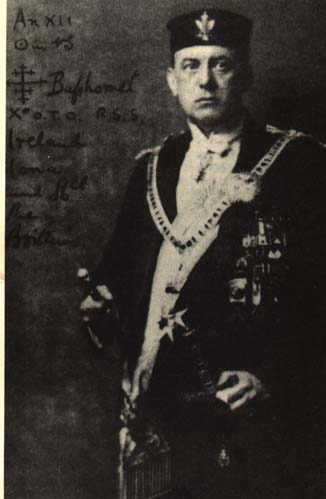 An XII
☉ in ♎
Baphomet
X° O.T.O. R.S.S.
Ireland
Iona
and all
the
Britains